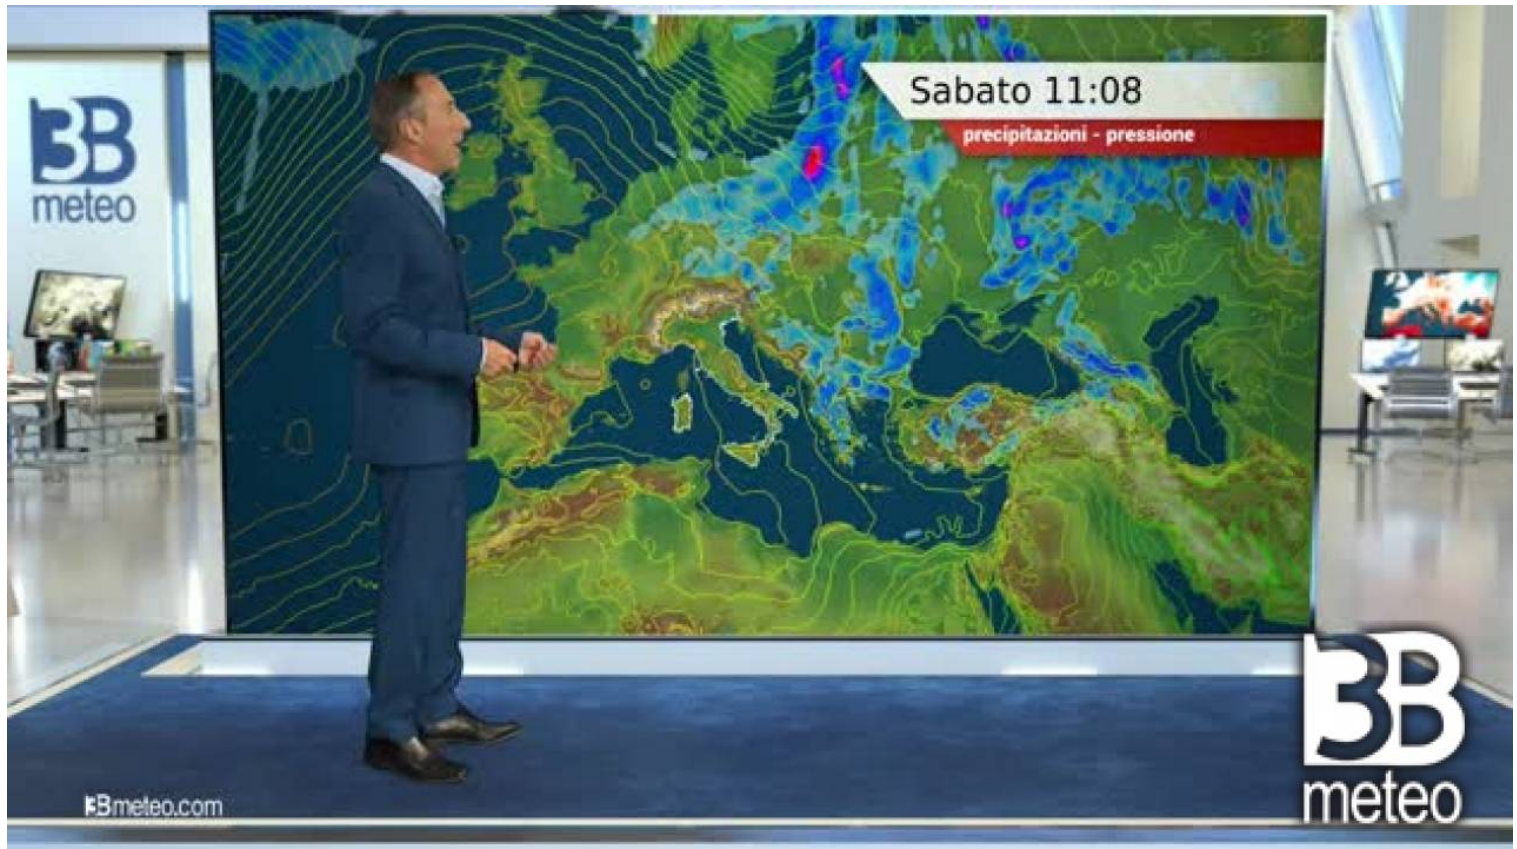 3B
meteo
Sabato 11:08
precipitazioni - pressione
3Bmeteo.com
3B
meteo